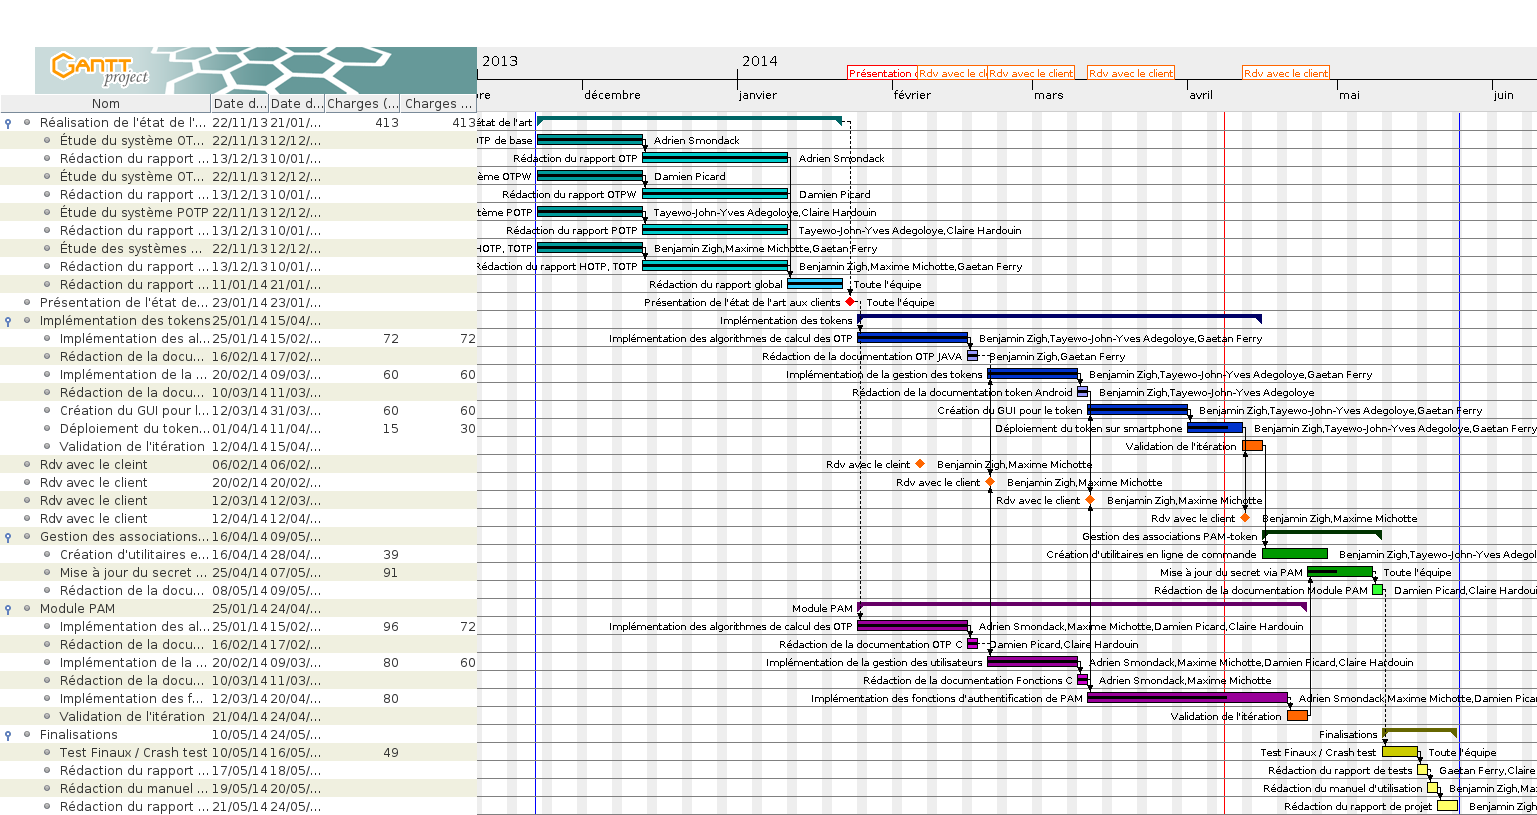 2013
2014
GANTT
project
Présentation
Rdv avec le cli
Rdv avec le client
Rdv avec le client
Rdv avec le client
Nom Date d... Date d... Charges (... Charges ...
décembre janvier février mars avril mai juin
Réalisation de l'état de l'... 22/11/13 21/01/... 413 413 état de l'art
Étude du système OT... 22/11/13 12/12/... OTP de base Adrien Smondack
Rédaction du rapport ... 13/12/13 10/01/... Rédaction du rapport OTP Adrien Smondack
Étude du système OT... 22/11/13 12/12/... ème OTPW Damien Picard
Rédaction du rapport ... 13/12/13 10/01/... Rédaction du rapport OTPW Damien Picard
Étude du système POTP 22/11/13 12/12/... tème POTP Tayewo-John-Yves Adegoloye,Claire Hardouin
Rédaction du rapport ... 13/12/13 10/01/... Rédaction du rapport POTP Tayewo-John-Yves Adegoloye,Claire Hardouin
Étude des systèmes ... 22/11/13 12/12/... HOTP, TOTP Benjamin Zigh,Maxime Michotte,Gaetan Ferry
Rédaction du rapport ... 13/12/13 10/01/... Rédaction du rapport HOTP, TOTP Benjamin Zigh,Maxime Michotte,Gaetan Ferry
Rédaction du rapport ... 11/01/14 21/01/... Rédaction du rapport global Toute l'équipe
Présentation de l'état de... 23/01/14 23/01/... Présentation de l'état de l'art aux clients Toute l'équipe
Implémentation des tokens 25/01/14 15/04/... Implémentation des tokens
Implémentation des al... 25/01/14 15/02/... 72 72 Implémentation des algorithmes de calcul des OTP Benjamin Zigh,Tayewo-John-Yves Adegoloye,Gaetan Ferry
Rédaction de la docu... 16/02/14 17/02/... Rédaction de la documentation OTP JAVA Benjamin Zigh,Gaetan Ferry
Implémentation de la ... 20/02/14 09/03/... 60 60 Implémentation de la gestion des tokens Benjamin Zigh,Tayewo-John-Yves Adegoloye,Gaetan Ferry
Rédaction de la docu... 10/03/14 11/03/... Rédaction de la documentation token Android Benjamin Zigh,Tayewo-John-Yves Adegoloye
Création du GUI pour l... 12/03/14 31/03/... 60 60 Création du GUI pour le token Benjamin Zigh,Tayewo-John-Yves Adegoloye,Gaetan Ferry
Déploiement du token... 01/04/14 11/04/... 15 30 Déploiement du token sur smartphone Benjamin Zigh,Tayewo-John-Yves Adegoloye,Gaetan Ferry
Validation de l'itération 12/04/14 15/04/... Validation de l'itération
Rdv avec le cleint 06/02/14 06/02/... Rdv avec le cleint Benjamin Zigh,Maxime Michotte
Rdv avec le client 20/02/14 20/02/... Rdv avec le client Benjamin Zigh,Maxime Michotte
Rdv avec le client 12/03/14 12/03/... Rdv avec le client Benjamin Zigh,Maxime Michotte
Rdv avec le client 12/04/14 12/04/... Rdv avec le client Benjamin Zigh,Maxime Michotte
Gestion des associations... 16/04/14 09/05/... Gestion des associations PAM-token
Création d'utilitaires e... 16/04/14 28/04/... 39 Création d'utilitaires en ligne de commande Benjamin Zigh,Tayewo-John-Yves Adegol
Mise à jour du secret ... 25/04/14 07/05/... 91 Mise à jour du secret via PAM Toute l'équipe
Rédaction de la docu... 08/05/14 09/05/... Rédaction de la documentation Module PAM Damien Picard,Claire Hardoui
Module PAM 25/01/14 24/04/... Module PAM
Implémentation des al... 25/01/14 15/02/... 96 72 Implémentation des algorithmes de calcul des OTP Adrien Smondack,Maxime Michotte,Damien Picard,Claire Hardouin
Rédaction de la docu... 16/02/14 17/02/... Rédaction de la documentation OTP C Damien Picard,Claire Hardouin
Implémentation de la ... 20/02/14 09/03/... 80 60 Implémentation de la gestion des utilisateurs Adrien Smondack,Maxime Michotte,Damien Picard,Claire Hardouin
Rédaction de la docu... 10/03/14 11/03/... Rédaction de la documentation Fonctions C Adrien Smondack,Maxime Michotte
Implémentation des f... 12/03/14 20/04/... 80 Implémentation des fonctions d'authentification de PAM Adrien Smondack,Maxime Michotte,Damien Pica
Validation de l'itération 21/04/14 24/04/... Validation de l'itération
Finalisations 10/05/14 24/05/... Finalisations
Test Finaux / Crash test 10/05/14 16/05/... 49 Test Finaux / Crash test Toute l'équipe
Rédaction du rapport ... 17/05/14 18/05/... Rédaction du rapport de tests Gaetan Ferry,Claire
Rédaction du manuel ... 19/05/14 20/05/... Rédaction du manuel d'utilisation Benjamin Zigh,Ma
Rédaction du rapport ... 21/05/14 24/05/... Rédaction du rapport de projet Benjamin Zigh